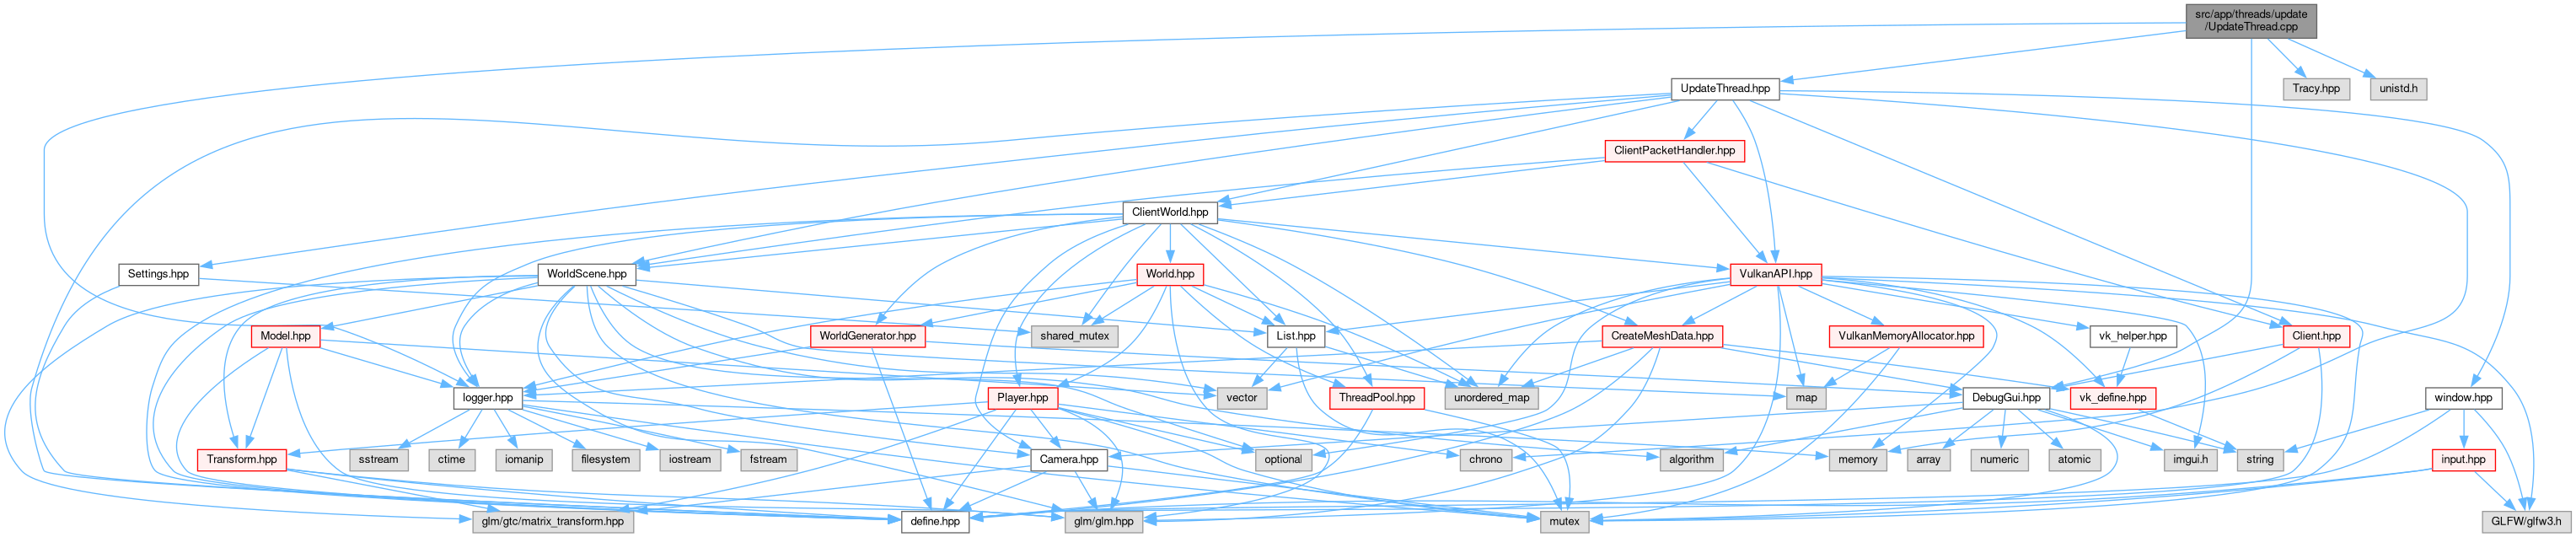 src/app/threads/update
/UpdateThread.cpp
UpdateThread.hpp
Tracy.hpp
unistd.h
ClientPacketHandler.hpp
ClientWorld.hpp
Settings.hpp
WorldScene.hpp
World.hpp
VulkanAPI.hpp
Model.hpp
shared_mutex
WorldGenerator.hpp
List.hpp
CreateMeshData.hpp
VulkanMemoryAllocator.hpp
vk_helper.hpp
Client.hpp
logger.hpp
vector
Player.hpp
unordered_map
ThreadPool.hpp
map
DebugGui.hpp
vk_define.hpp
window.hpp
Transform.hpp
sstream
ctime
iomanip
filesystem
iostream
fstream
Camera.hpp
optional
chrono
algorithm
memory
array
numeric
atomic
imgui.h
string
input.hpp
glm/gtc/matrix_transform.hpp
define.hpp
glm/glm.hpp
mutex
GLFW/glfw3.h